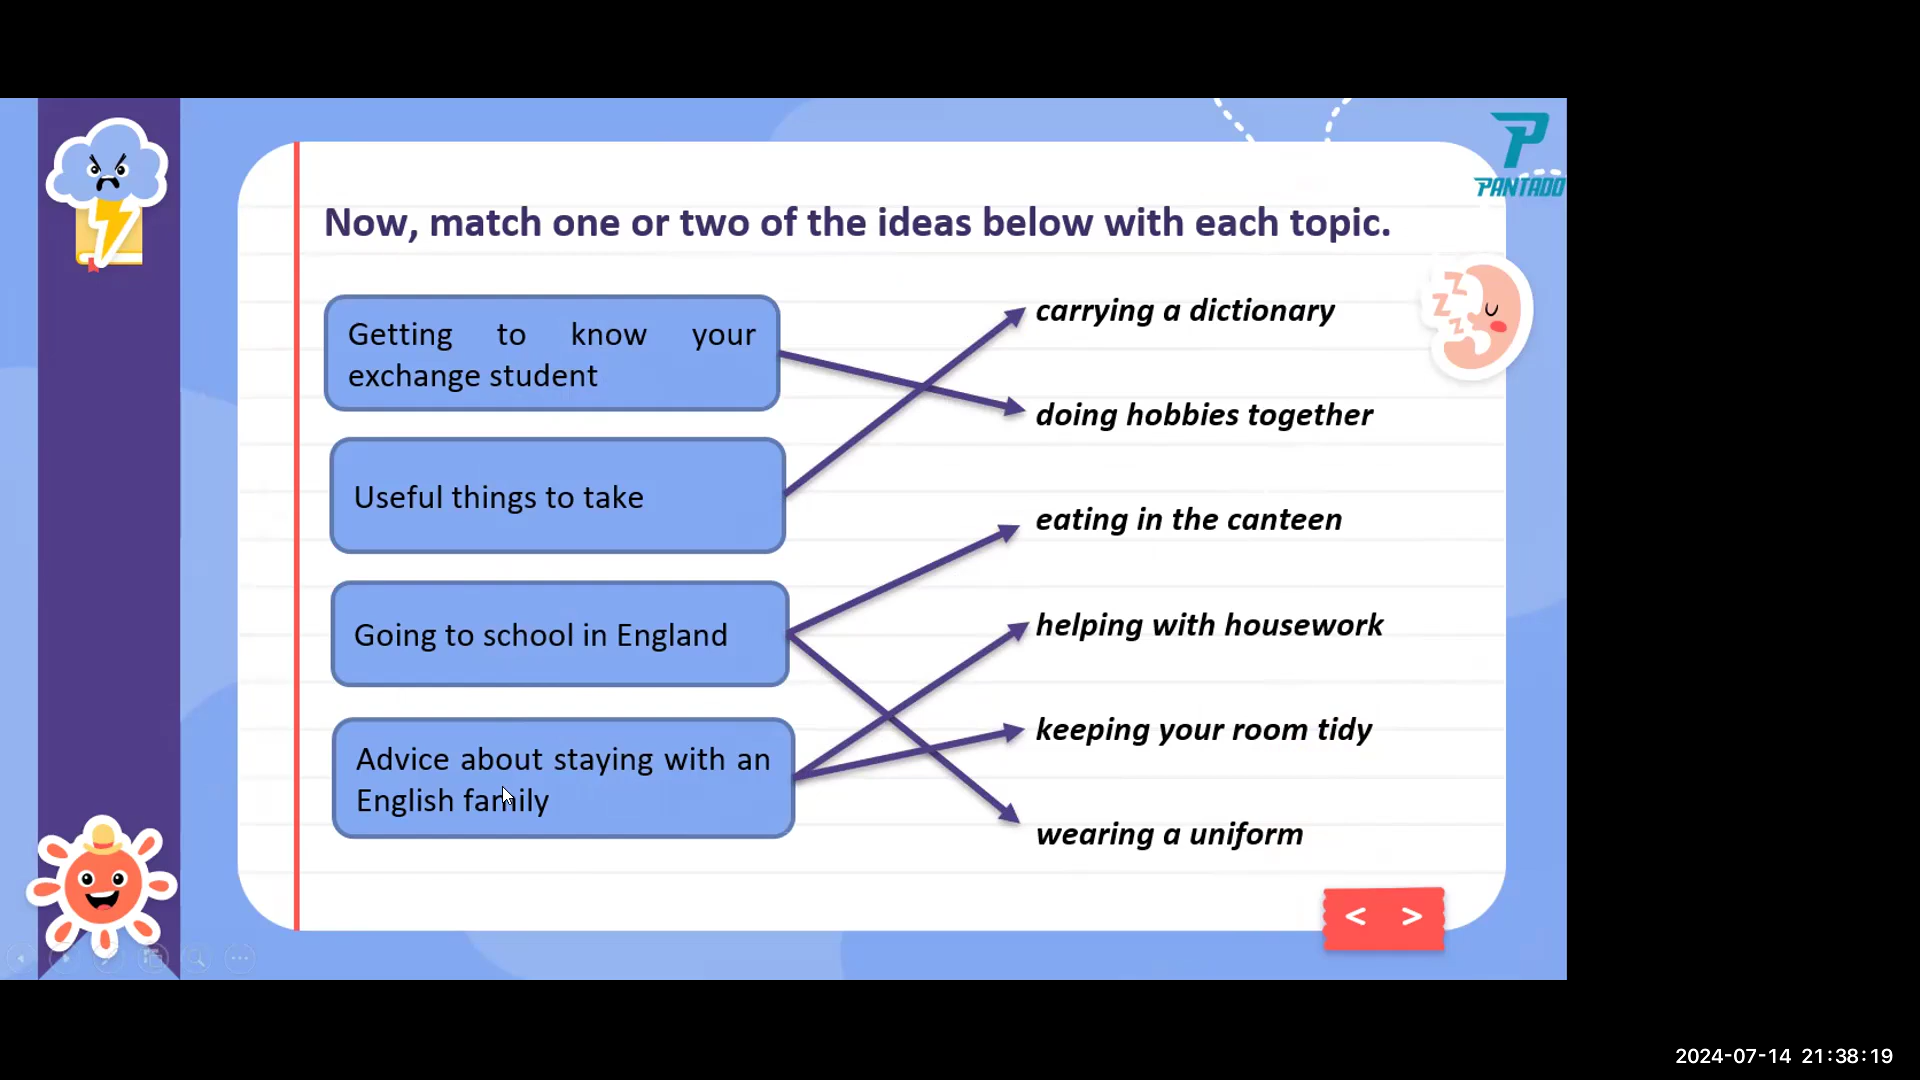 PANTADO
Now, match one or two of the ideas below with each topic.
Getting to know your
exchange student
Useful things to take
Going to school in England
Advice about staying with an
English family
carrying a dictionary
doing hobbies together
eating in the canteen
helping with housework
keeping your room tidy
wearing a uniform
z
z
z
z
< >
2024-07-14 21:38:19